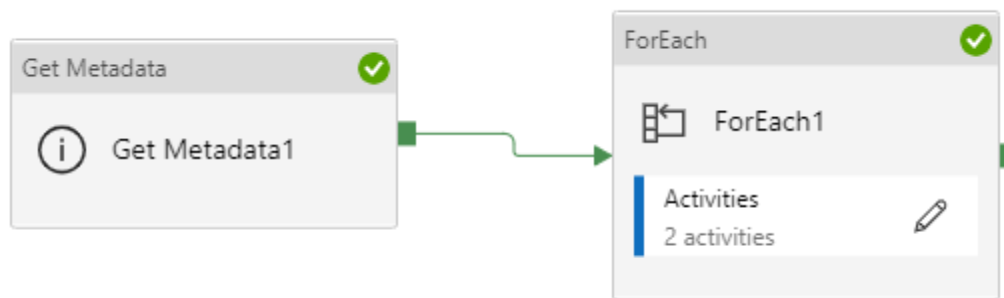 Get Metadata
Get Metadata1
ForEach
ForEach1
Activities
2 activities